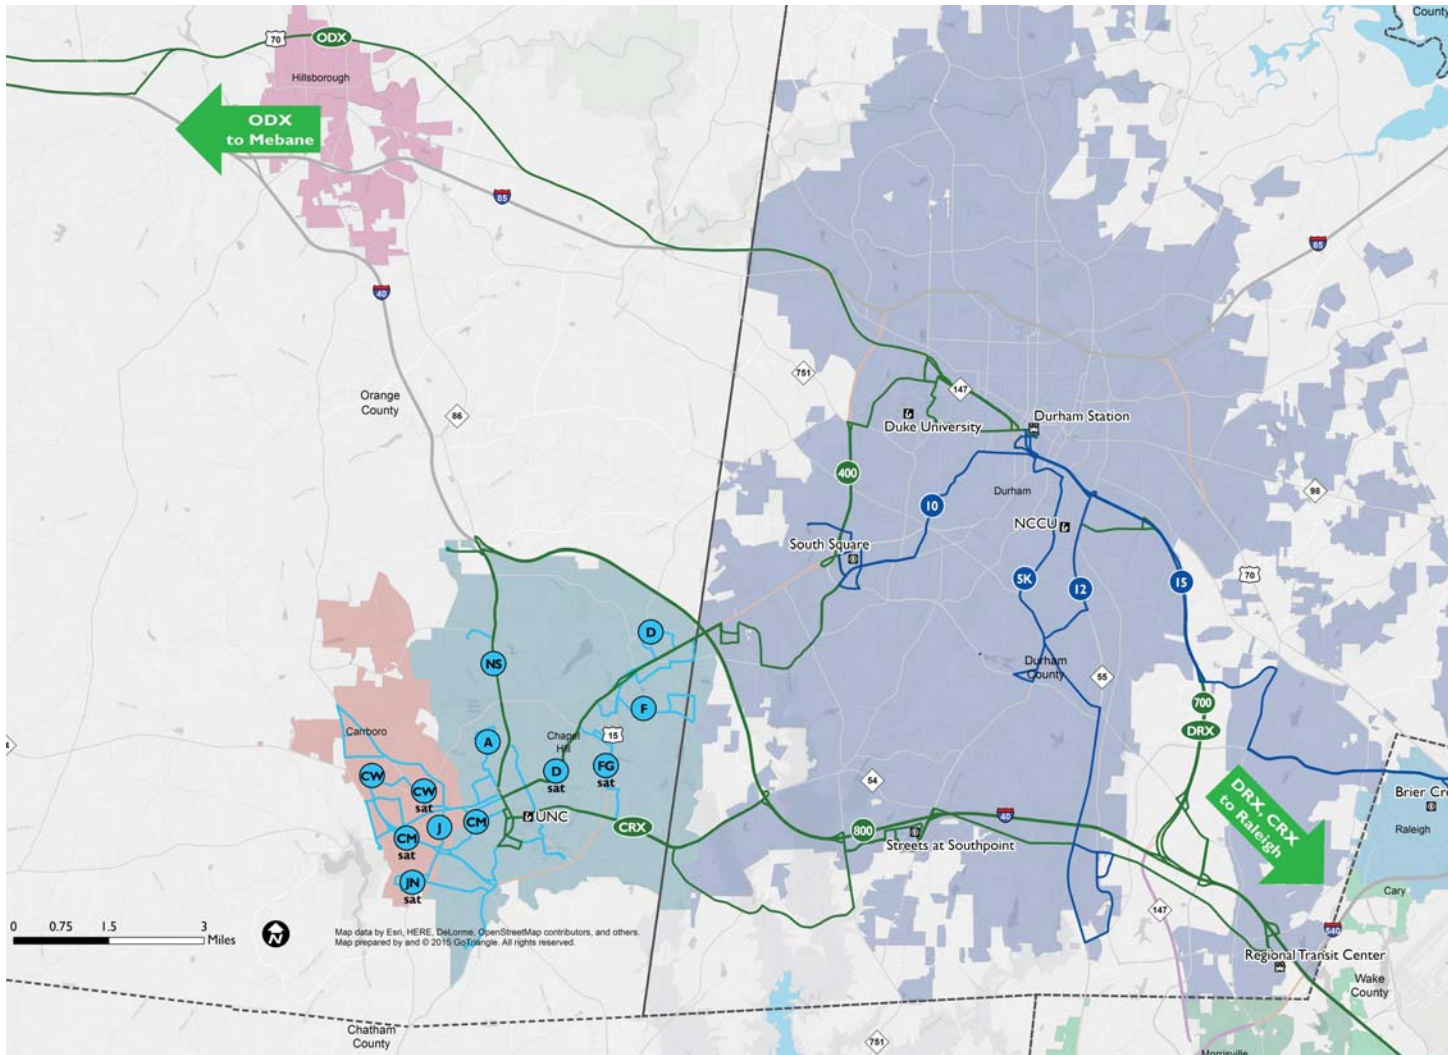 County
70
ODX
Hillsborough
ODX
to Mebane
85
85
40
751
Orange
County
86
147
Durham Station
Duke University
400
10
Durham
98
NCCU
South Square
5K
12
15
70
D
NS
Durham
County
55
700
DRX
F
Carrboro
A
Chapel
Hill
15
CW
D
sat
FG
sat
CW
sat
54
DRX, CRX
to Raleigh
Brier Cre
CM
J
CM
sat
UNC
CRX
800
40
Streets at Southpoint
Raleigh
JN
sat
Cary
147
0 0.75 1.5 3
Miles
N
Map data by Esri, HERE, DeLorme, OpenStreetMap contributors, and others.
Map prepared by and © 2015 GoTriangle. All rights reserved.
540
Regional Transit Center
Wake
County
Chatham
County
751
Morrisville